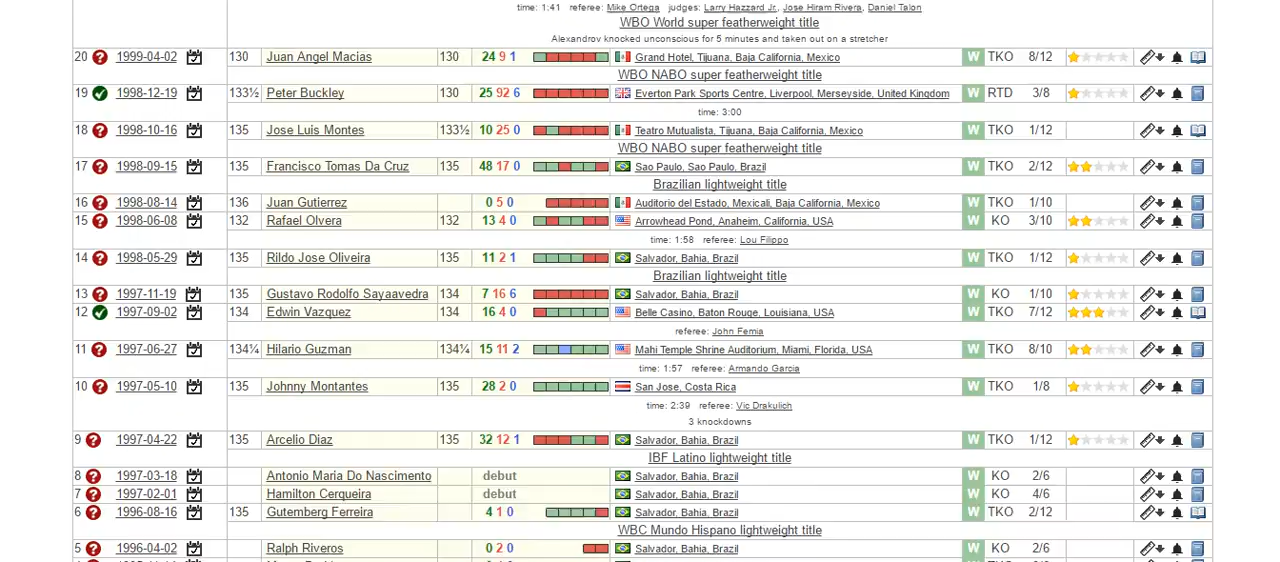 time: 1:41 referee: Mike Ortega judges: Larry Hazzard Jr., Jose Hiram Rivera, Daniel Talon
WBO World super featherweight title
Alexandrov knocked unconscious for 5 minutes and taken out on a stretcher
20 1999-04-02 130 Juan Angel Macias 130 24 9 1 Grand Hotel, Tijuana, Baja California, Mexico W TKO 8/12
WBO NABO super featherweight title
19 1998-12-19 133½ Peter Buckley 130 25 92 6 Everton Park Sports Centre, Liverpool, Merseyside, United Kingdom W RTD 3/8
time: 3:00
18 1998-10-16 135 Jose Luis Montes 133½ 10 25 0 Teatro Mutualista, Tijuana, Baja California, Mexico W TKO 1/12
WBO NABO super featherweight title
17 1998-09-15 135 Francisco Tomas Da Cruz 135 48 17 0 Sao Paulo, Sao Paulo, Brazil W TKO 2/12
Brazilian lightweight title
16 1998-08-14 136 Juan Gutierrez 0 5 0 Auditorio del Estado, Mexicali, Baja California, Mexico W TKO 1/10
15 1998-06-08 132 Rafael Olvera 132 13 4 0 Arrowhead Pond, Anaheim, California, USA W KO 3/10
time: 1:58 referee: Lou Filippo
14 1998-05-29 135 Rildo Jose Oliveira 135 11 2 1 Salvador, Bahia, Brazil W TKO 1/12
Brazilian lightweight title
13 1997-11-19 135 Gustavo Rodolfo Sayaavedra 134 7 16 6 Salvador, Bahia, Brazil W KO 1/10
12 1997-09-02 134 Edwin Vazquez 134 16 4 0 Belle Casino, Baton Rouge, Louisiana, USA W TKO 7/12
referee: John Femia
11 1997-06-27 134¼ Hilario Guzman 134¼ 15 11 2 Mahi Temple Shrine Auditorium, Miami, Florida, USA W TKO 8/10
time: 1:57 referee: Armando Garcia
10 1997-05-10 135 Johnny Montantes 135 28 2 0 San Jose, Costa Rica W TKO 1/8
time: 2:39 referee: Vic Drakulich
3 knockdowns
9 1997-04-22 135 Arcelio Diaz 135 32 12 1 Salvador, Bahia, Brazil W TKO 1/12
IBF Latino lightweight title
8 1997-03-18 Antonio Maria Do Nascimento debut Salvador, Bahia, Brazil W KO 2/6
7 1997-02-01 Hamilton Cerqueira debut Salvador, Bahia, Brazil W KO 4/6
6 1996-08-16 135 Gutemberg Ferreira 4 1 0 Salvador, Bahia, Brazil W TKO 2/12
WBC Mundo Hispano lightweight title
5 1996-04-02 Ralph Riveros 0 2 0 Salvador, Bahia, Brazil W KO 2/6